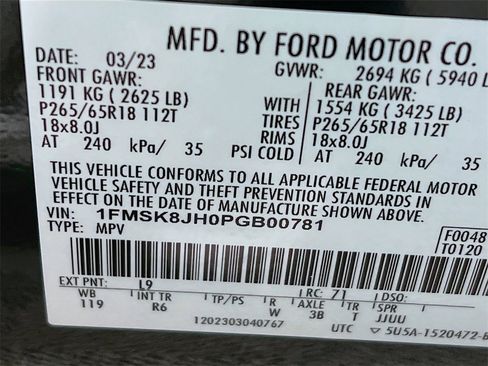 MFD. BY FORD MOTOR CO.
DATE: 03/23 GVWR: 2694 KG ( 5940 L
FRONT GAWR: REAR GAWR:
1191 KG ( 2625 LB) WITH 1554 KG ( 3425 LB)
P265/65R18 112T TIRES P265/65R18 112T
18x8.0J RIMS 18x8.0J
AT 240 kPa/ 35 PSI COLD AT 240 kPa/ 35
THIS VEHICLE CONFORMS TO ALL APPLICABLE FEDERAL MOTOR
VEHICLE SAFETY AND THEFT PREVENTION STANDARDS IN
EFFECT ON THE DATE OF MANUFACTURE SHOWN ABOVE.
VIN: 1FMSK8JH0PGB00781 F0048
TYPE: MPV T0120
EXT PNT: L9 RC: 71 DSO:
WB INT TR TP/PS R AXLE TR SPR
119 R6 W 3B T JJUU
1202303040767 UTC 5U5A-1520472-B